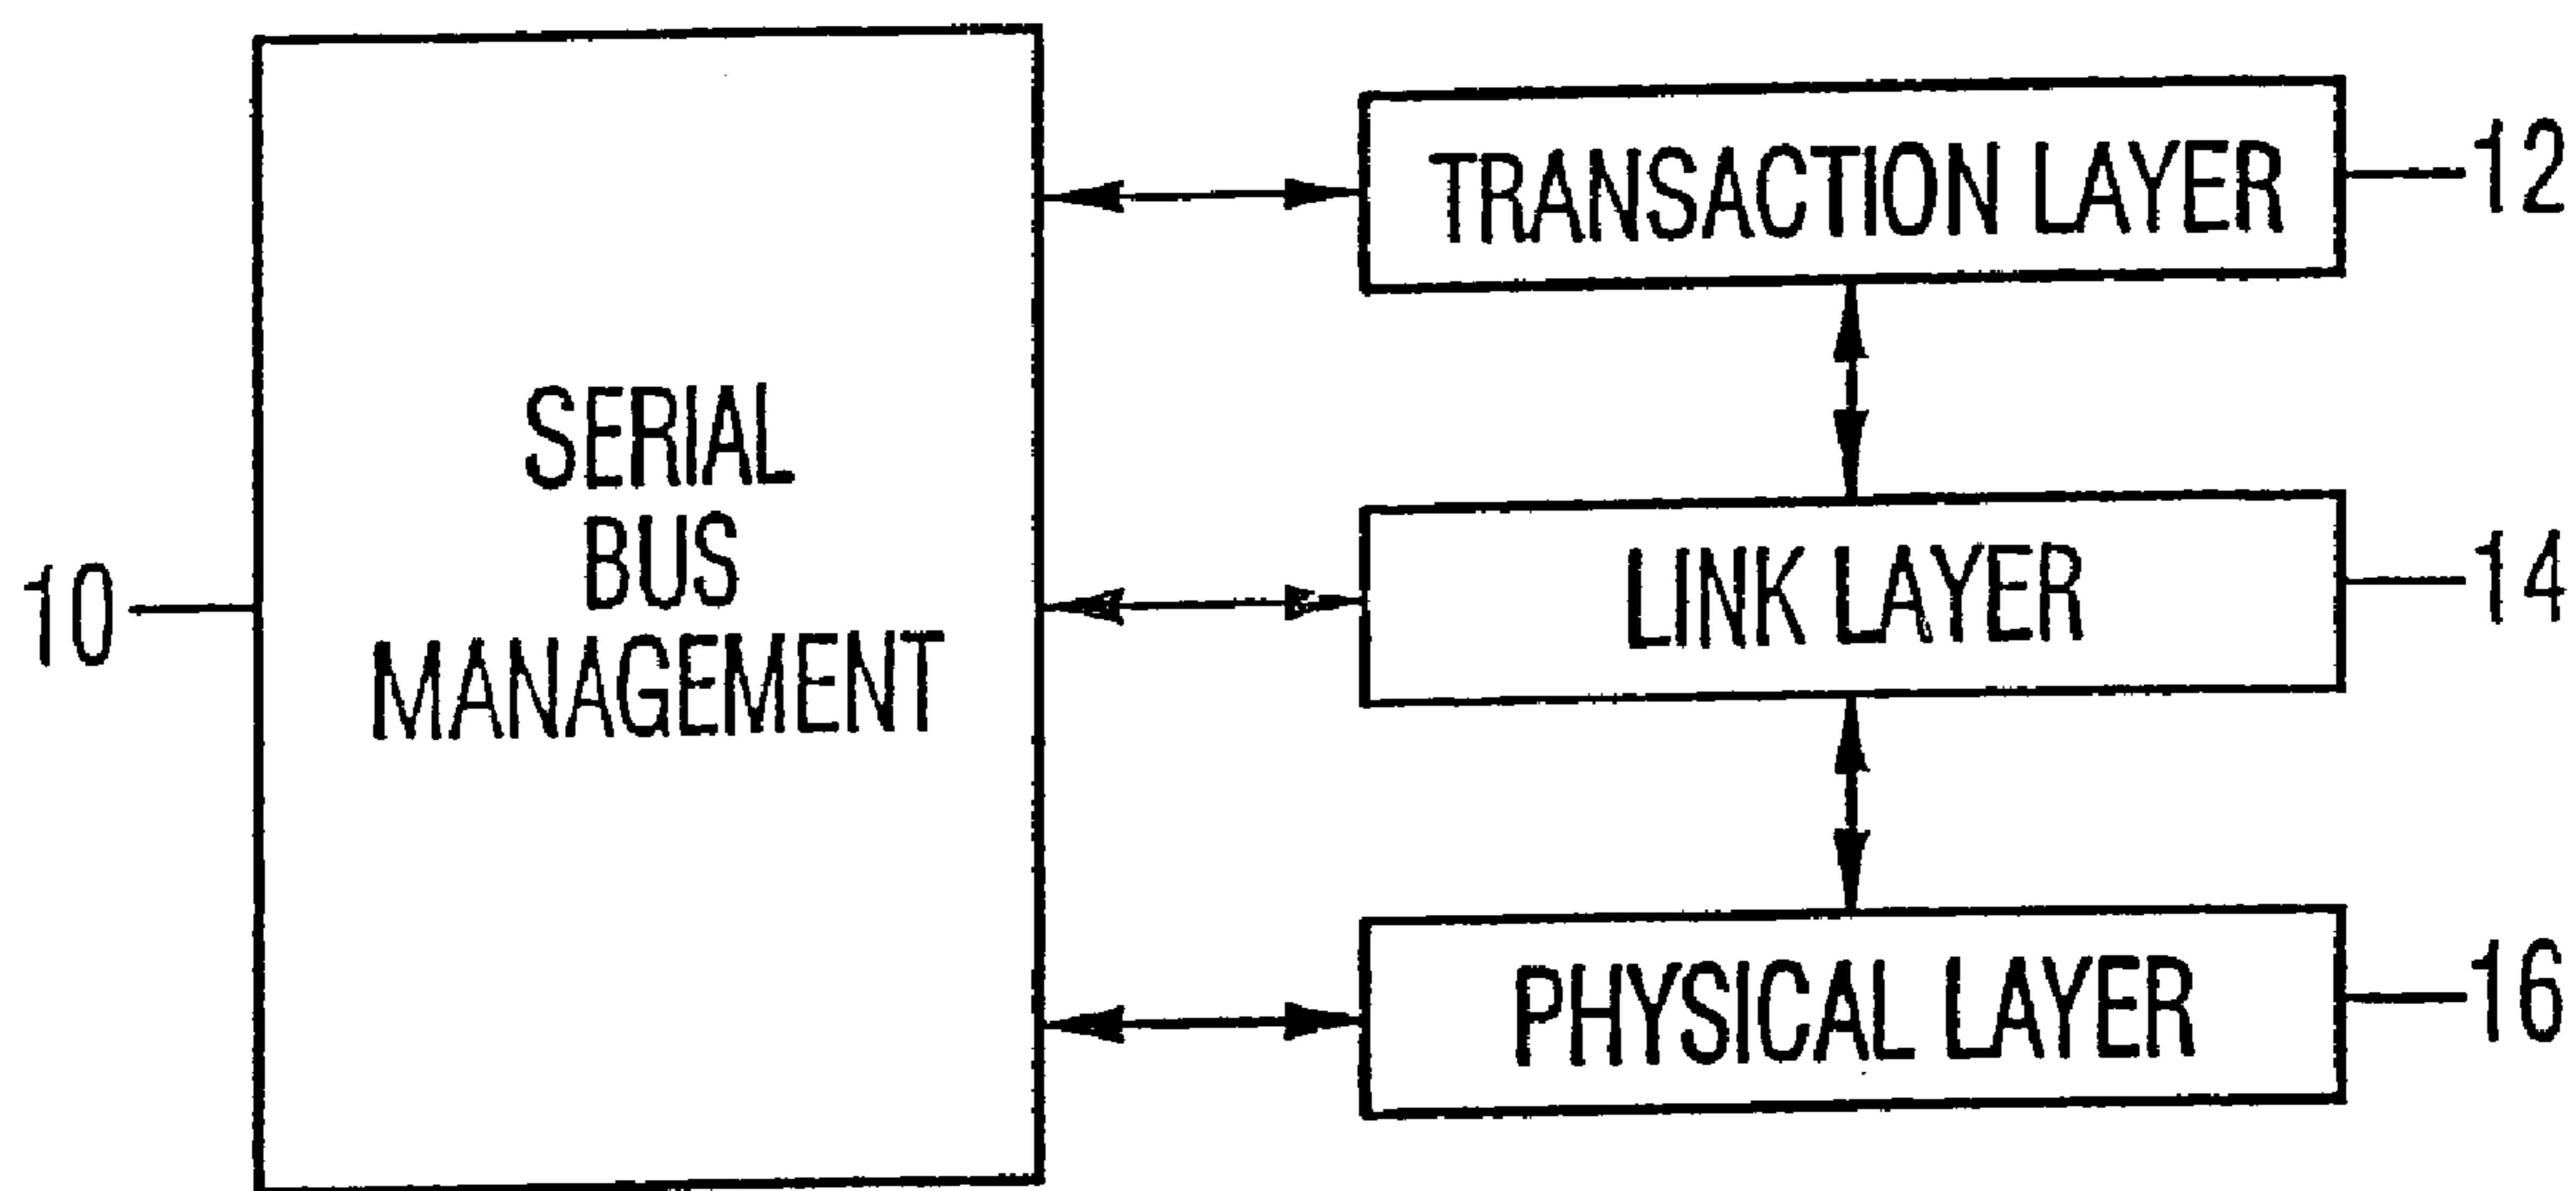 10
SERIAL
BUS
MANAGEMENT
TRANSACTION LAYER
12
LINK LAYER
14
PHYSICAL LAYER
16